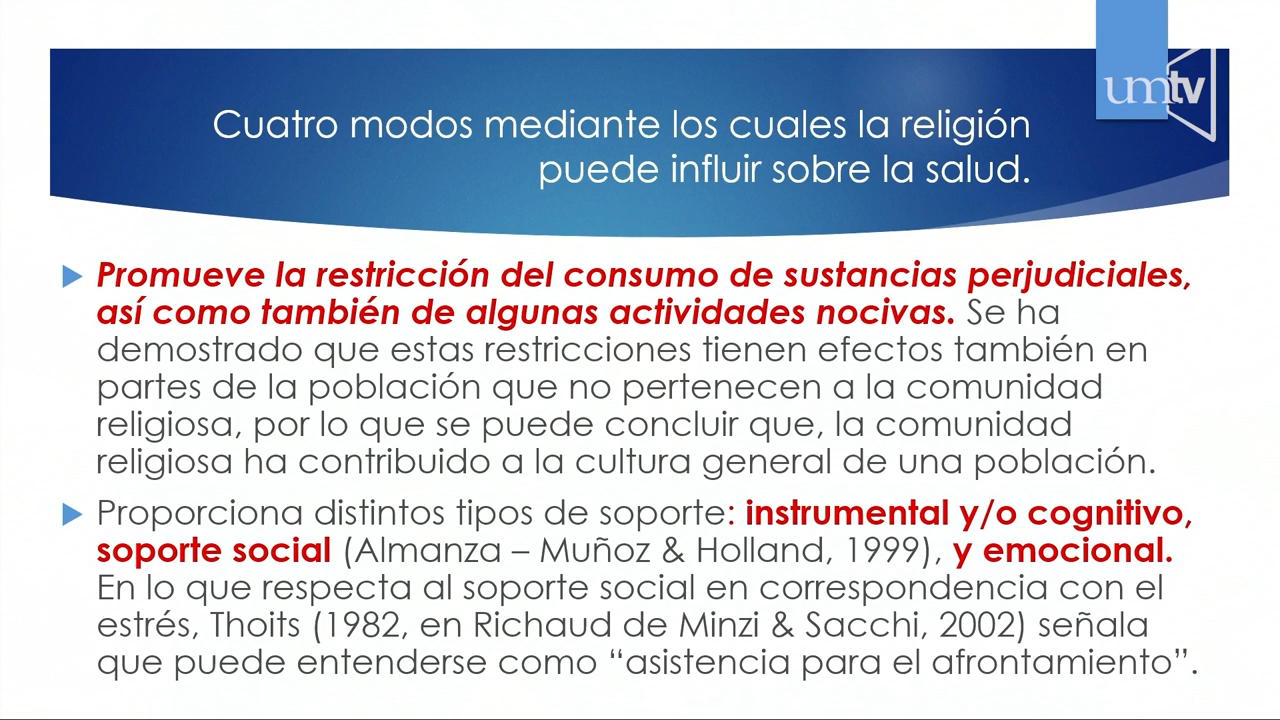 umtv
Cuatro modos mediante los cuales la religión
puede influir sobre la salud.
Promueve la restricción del consumo de sustancias perjudiciales,
así como también de algunas actividades nocivas. Se ha
demostrado que estas restricciones tienen efectos también en
partes de la población que no pertenecen a la comunidad
religiosa, por lo que se puede concluir que, la comunidad
religiosa ha contribuido a la cultura general de una población.
Proporciona distintos tipos de soporte: instrumental y/o cognitivo,
soporte social (Almanza – Muñoz & Holland, 1999), y emocional.
En lo que respecta al soporte social en correspondencia con el
estrés, Thoits (1982, en Richaud de Minzi & Sacchi, 2002) señala
que puede entenderse como “asistencia para el afrontamiento”.